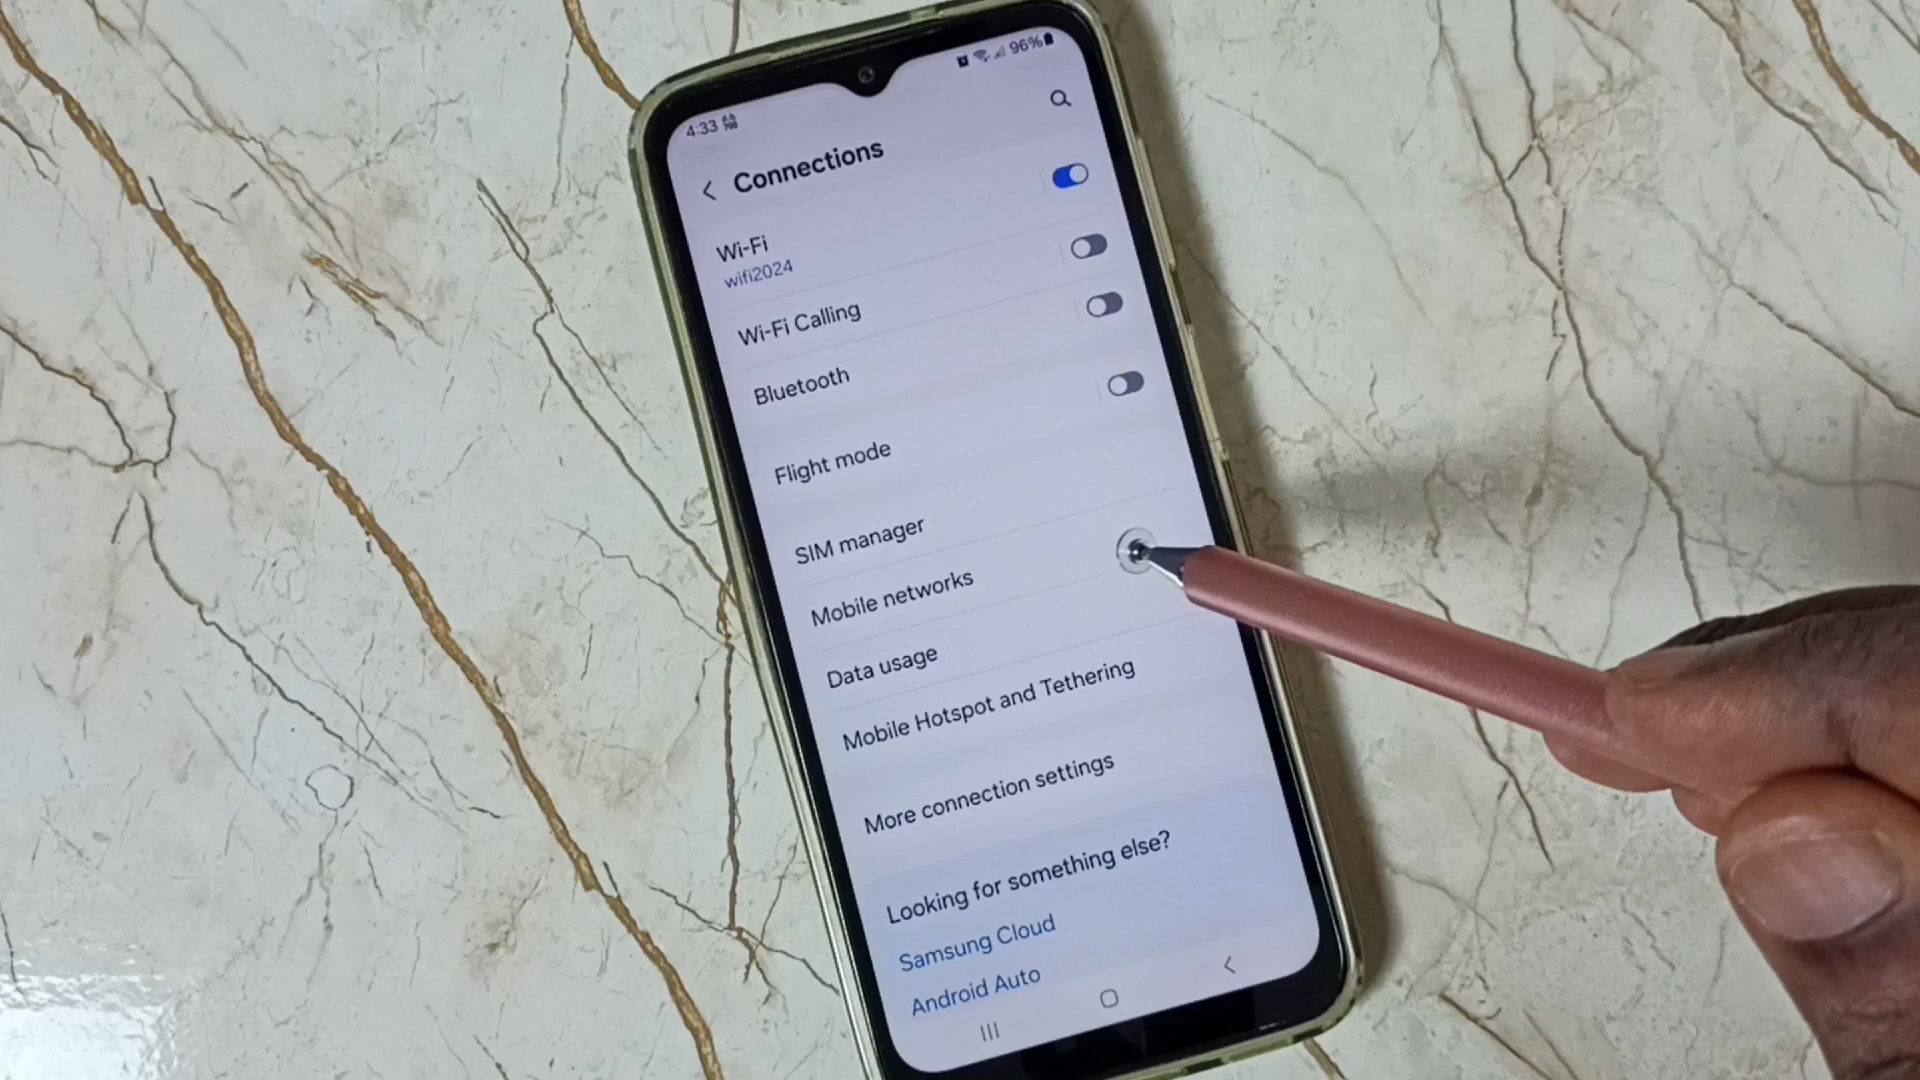 4:33
96%
Connections
Wi-Fi
wifi2024
Wi-Fi Calling
Bluetooth
Flight mode
SIM manager
Mobile networks
Data usage
Mobile Hotspot and Tethering
More connection settings
Looking for something else?
Samsung Cloud
Android Auto